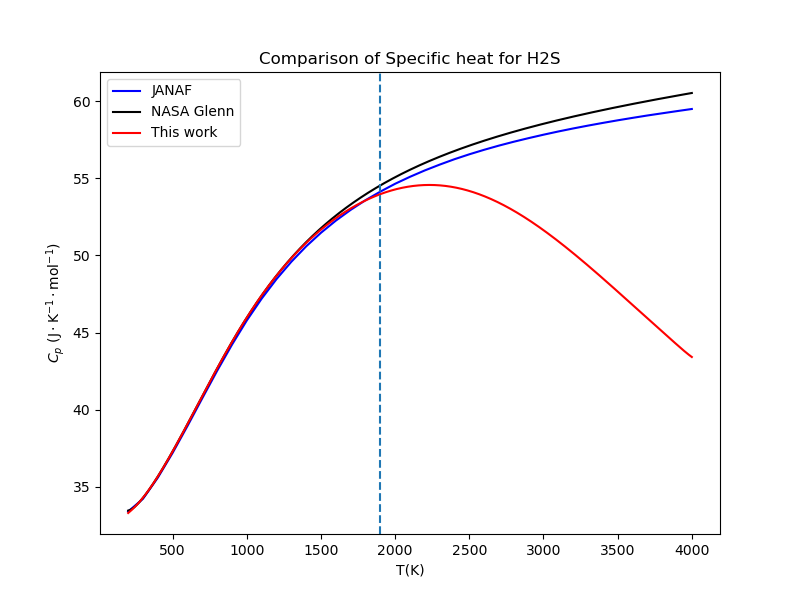 Comparison of Specific heat for H2S
JANAF
NASA Glenn
This work
60
55
50
45
40
35
C_p (J · K⁻¹ · mol⁻¹)
500 1000 1500 2000 2500 3000 3500 4000
T(K)